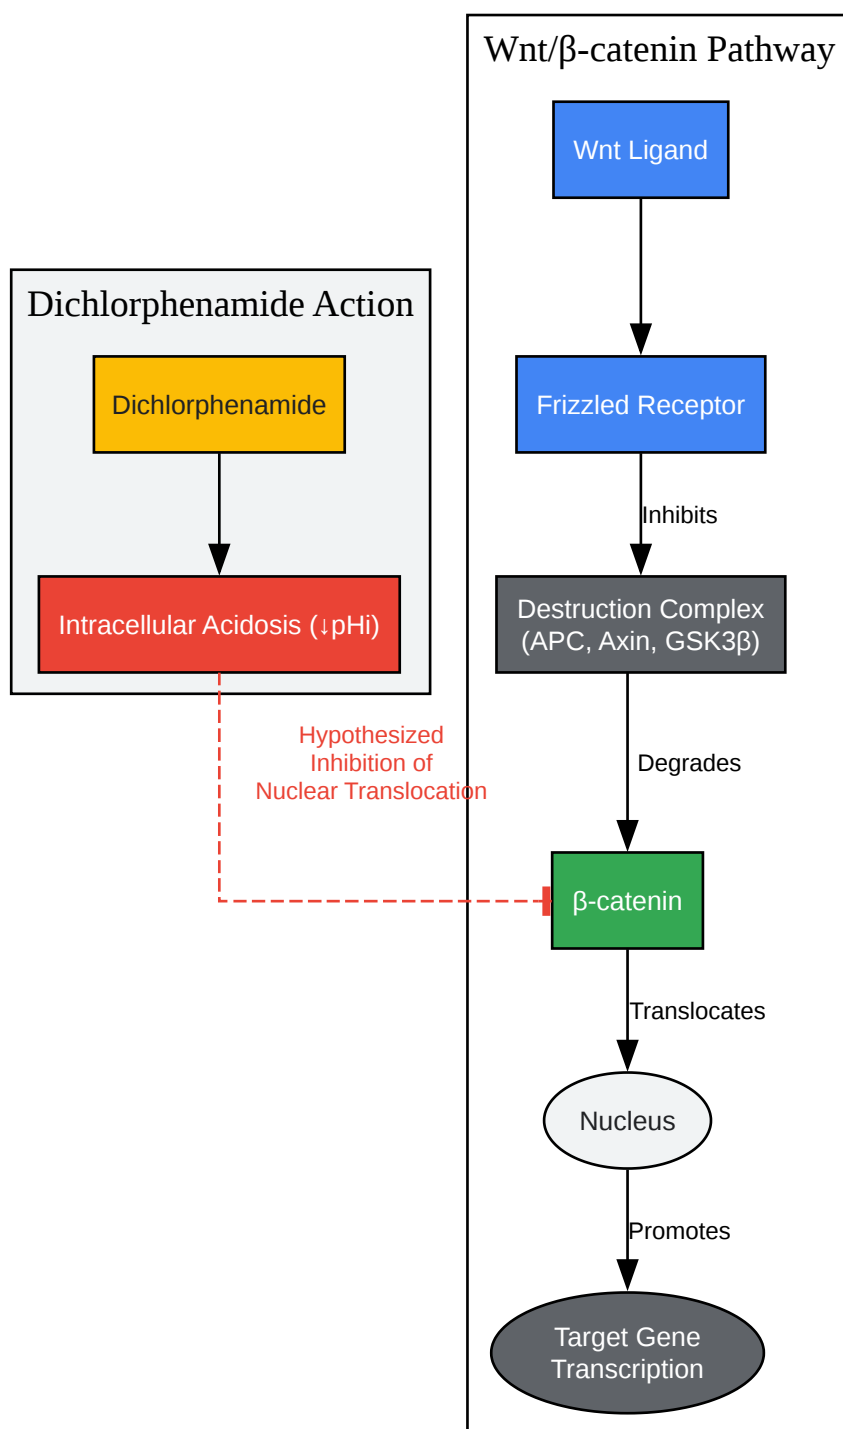 Wnt/β-catenin Pathway
Wnt Ligand
Dichlorphenamide Action
Dichlorphenamide
Frizzled Receptor
Inhibits
Intracellular Acidosis (↓pHi)
Destruction Complex
(APC, Axin, GSK3β)
Hypothesized
Inhibition of
Nuclear Translocation
Degrades
β-catenin
Translocates
Nucleus
Promotes
Target Gene
Transcription